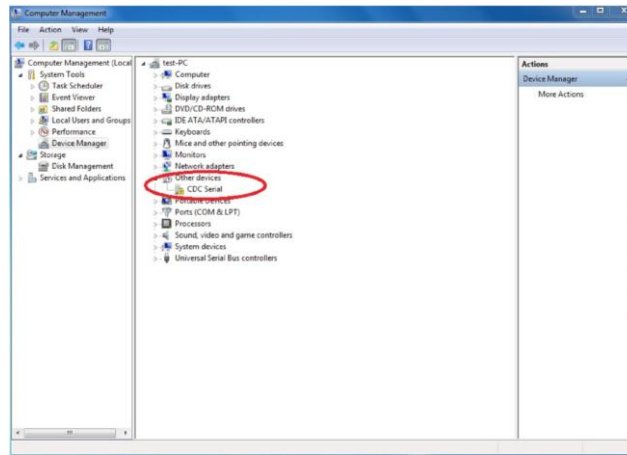 Computer Management
File Action View Help
Computer Management (Local
System Tools
Task Scheduler
Event Viewer
Shared Folders
Local Users and Groups
Performance
Device Manager
Storage
Disk Management
Services and Applications
test-PC
Computer
Disk drives
Display adapters
DVD/CD-ROM drives
IDE ATA/ATAPI controllers
Keyboards
Mice and other pointing devices
Monitors
Network adapters
Other devices
CDC Serial
Portable Devices
Ports (COM & LPT)
Processors
Sound, video and game controllers
System devices
Universal Serial Bus controllers
Actions
Device Manager
More Actions